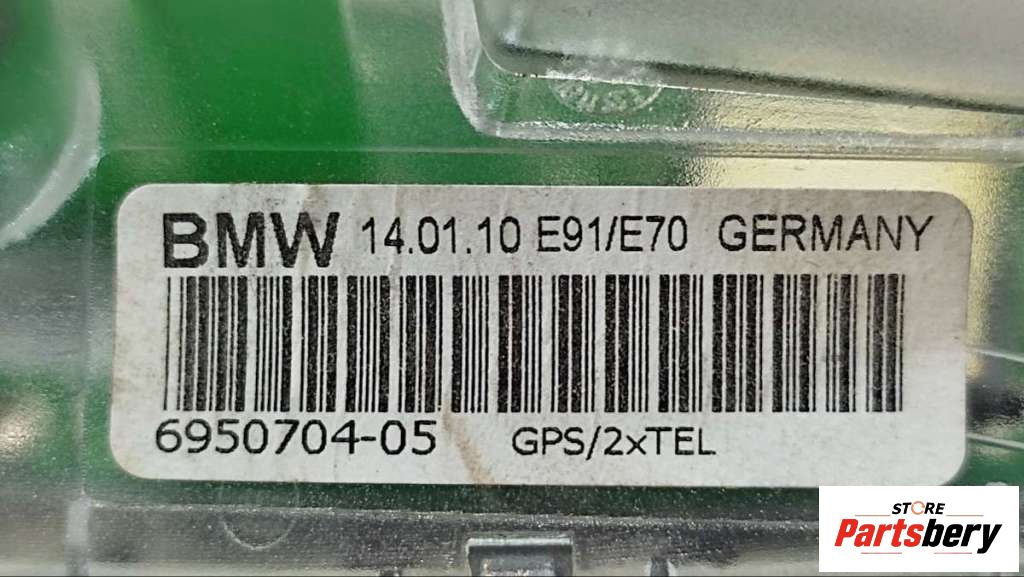 BMW 14.01.10 E91/E70 GERMANY
6950704-05 GPS/2xTEL
STORE
Partsbery